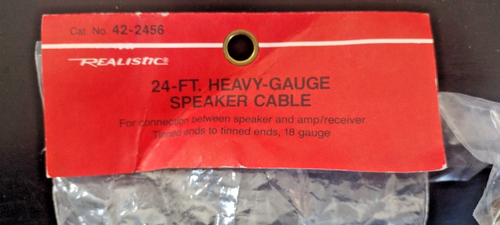 Cat. No. 42-2456
REALISTIC®
24-FT. HEAVY-GAUGE
SPEAKER CABLE
For connection between speaker and amp/receiver
Tinned ends to tinned ends, 18 gauge